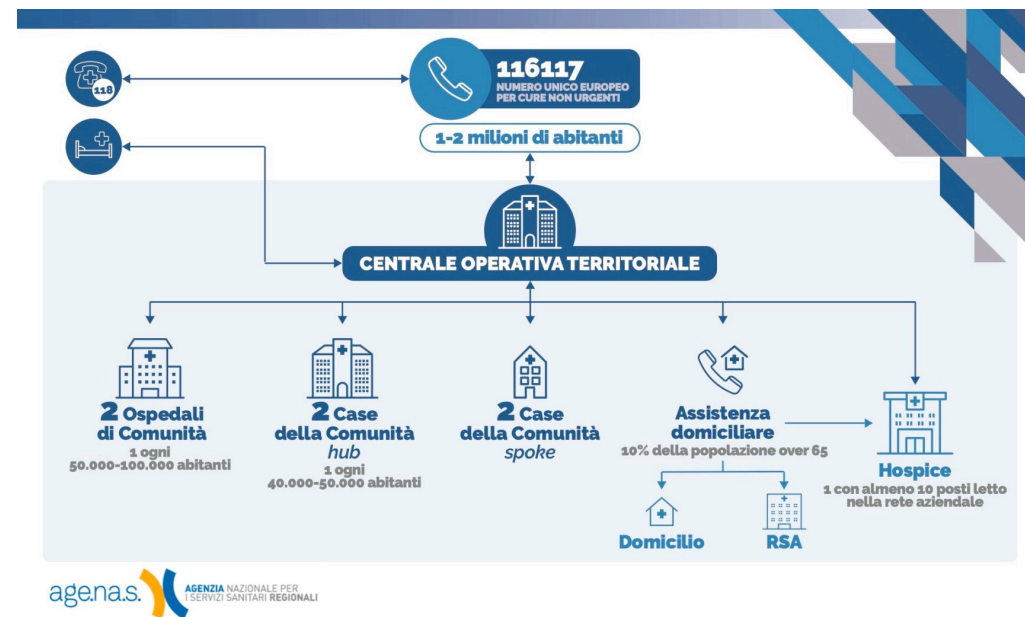 118
116117
NUMERO UNICO EUROPEO
PER CURE NON URGENTI
1-2 milioni di abitanti
CENTRALE OPERATIVA TERRITORIALE
2 Ospedali
di Comunità
1 ogni
50.000-100.000 abitanti
2 Case
della Comunità
hub
1 ogni
40.000-50.000 abitanti
2 Case
della Comunità
spoke
Assistenza
domiciliare
10% della popolazione over 65
Domicilio
RSA
Hospice
1 con almeno 10 posti letto
nella rete aziendale
age.na.s.
AGENZIA NAZIONALE PER
I SERVIZI SANITARI REGIONALI